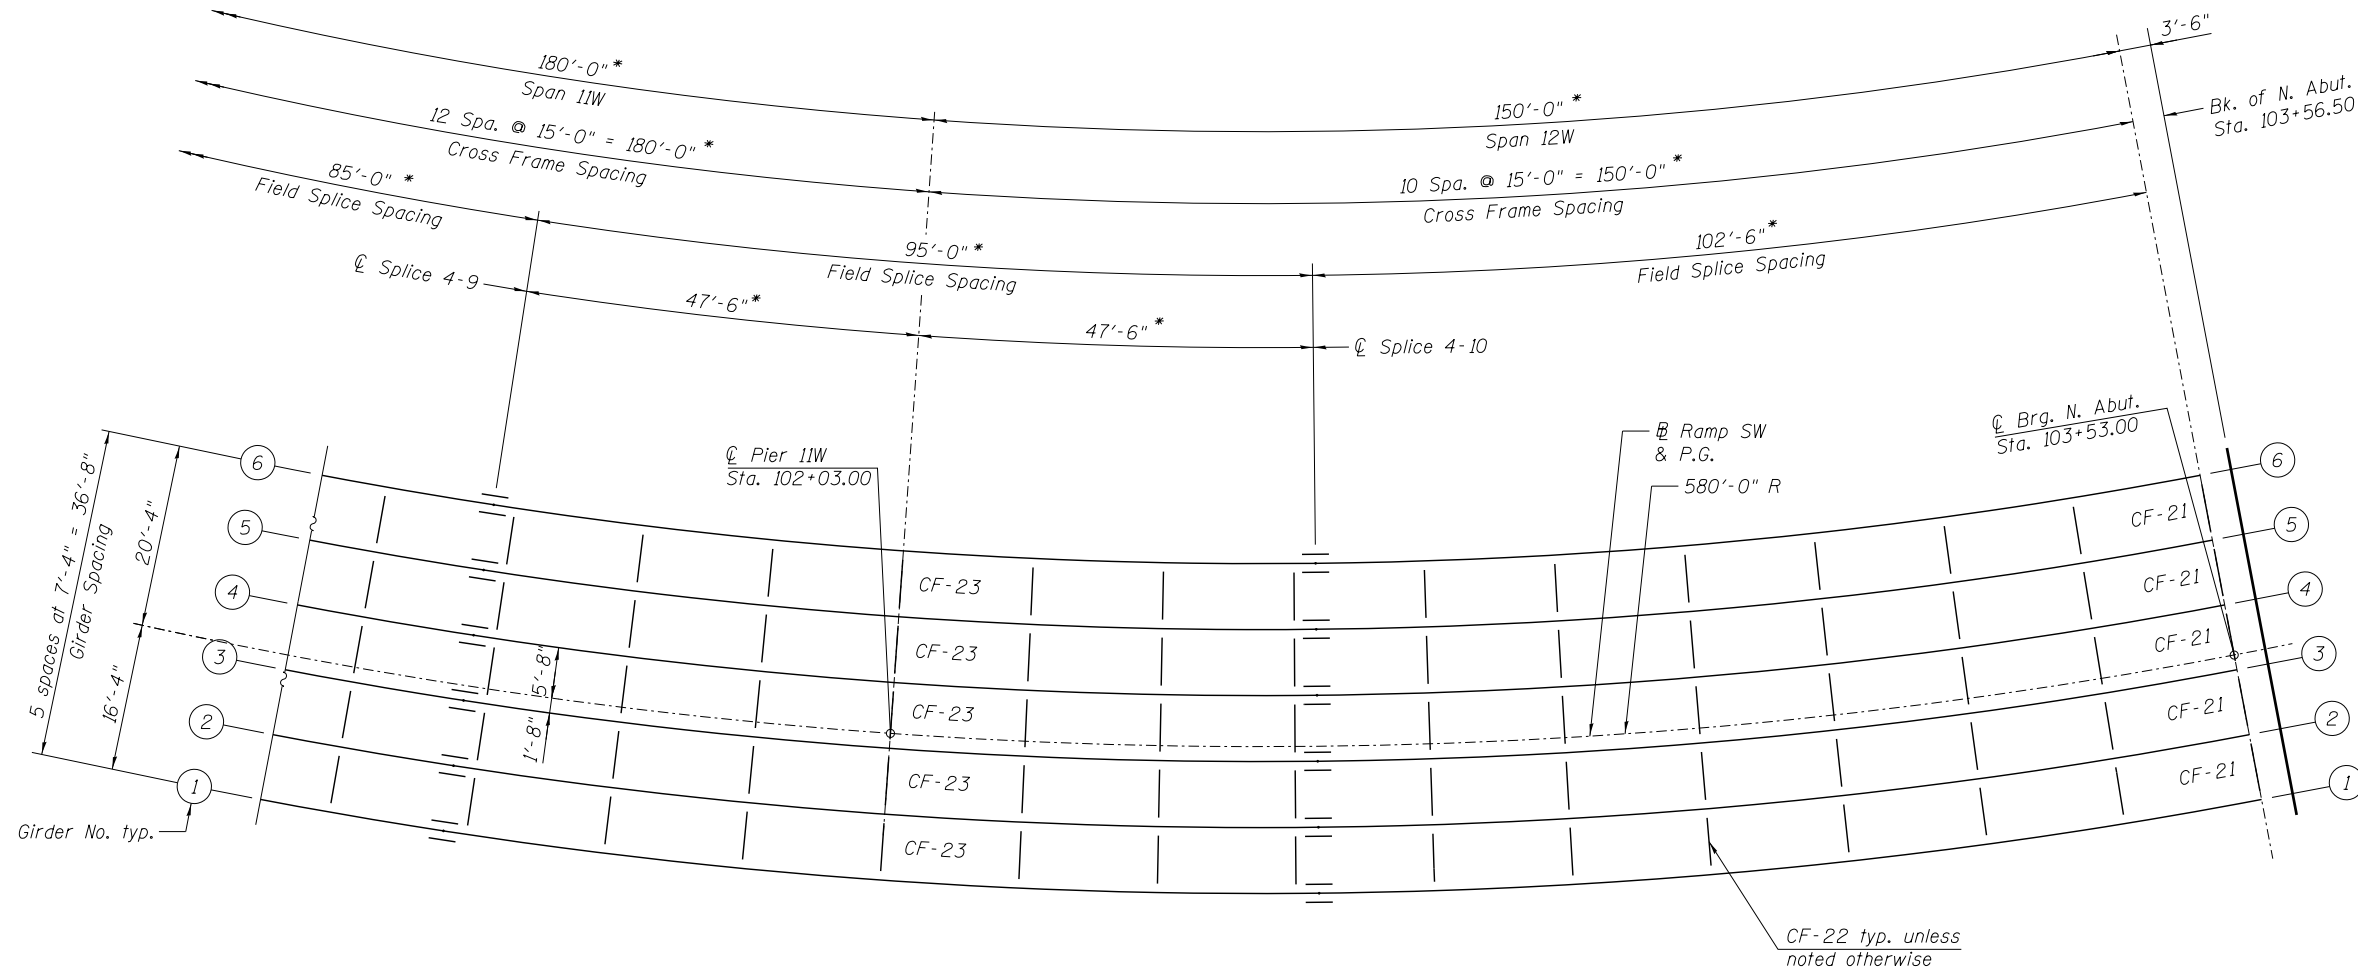 3'-6"
180'-0" *
Span 11W
150'-0" *
Span 12W
Bk. of N. Abut.
Sta. 103+56.50
12 Spa. @ 15'-0" = 180'-0" *
Cross Frame Spacing
10 Spa. @ 15'-0" = 150'-0" *
Cross Frame Spacing
85'-0" *
Field Splice Spacing
95'-0" *
Field Splice Spacing
102'-6" *
Field Splice Spacing
℄ Splice 4-9
47'-6" *
47'-6" *
℄ Splice 4-10
℄ Brg. N. Abut.
Sta. 103+53.00
℄ Pier 11W
Sta. 102+03.00
B̵L Ramp SW
& P.G.
580'-0" R
5 spaces at 7'-4" = 36'-8"
Girder Spacing
20'-4"
16'-4"
6
5
4
3
2
1
Girder No. typ.
5'-8"
1'-8"
CF-23
CF-23
CF-23
CF-23
CF-23
CF-21
CF-21
CF-21
CF-21
CF-21
6
5
4
3
2
1
CF-22 typ. unless
noted otherwise